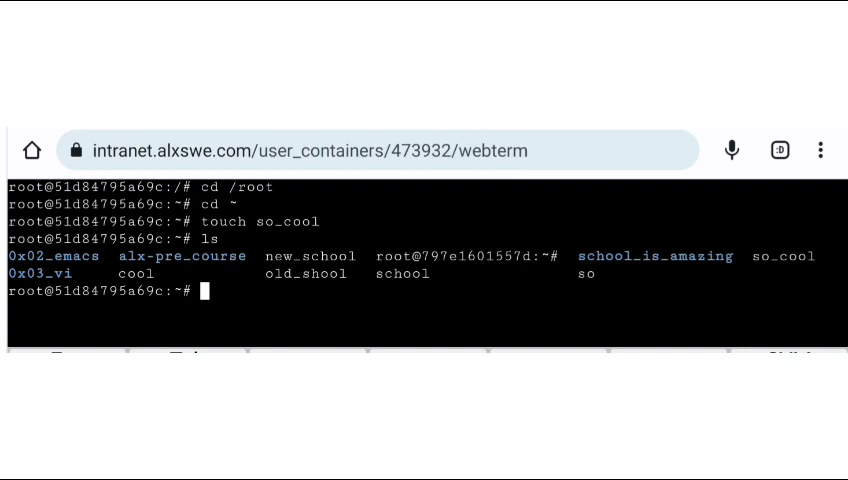 intranet.alxswe.com/user_containers/473932/webterm
:D
root@51d84795a69c:/# cd /root
root@51d84795a69c:~# cd ~
root@51d84795a69c:~# touch so_cool
root@51d84795a69c:~# ls
0x02_emacs alx-pre_course new_school root@797e1601557d:~# school_is_amazing so_cool
0x03_vi cool old_shool school so
root@51d84795a69c:~#